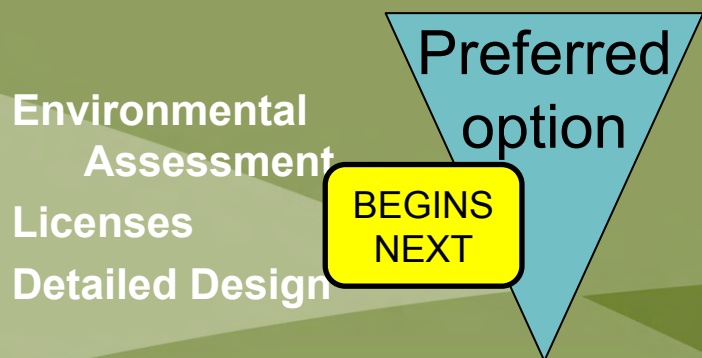 Preferred
option
Environmental
Assessment
Licenses
Detailed Design
BEGINS
NEXT